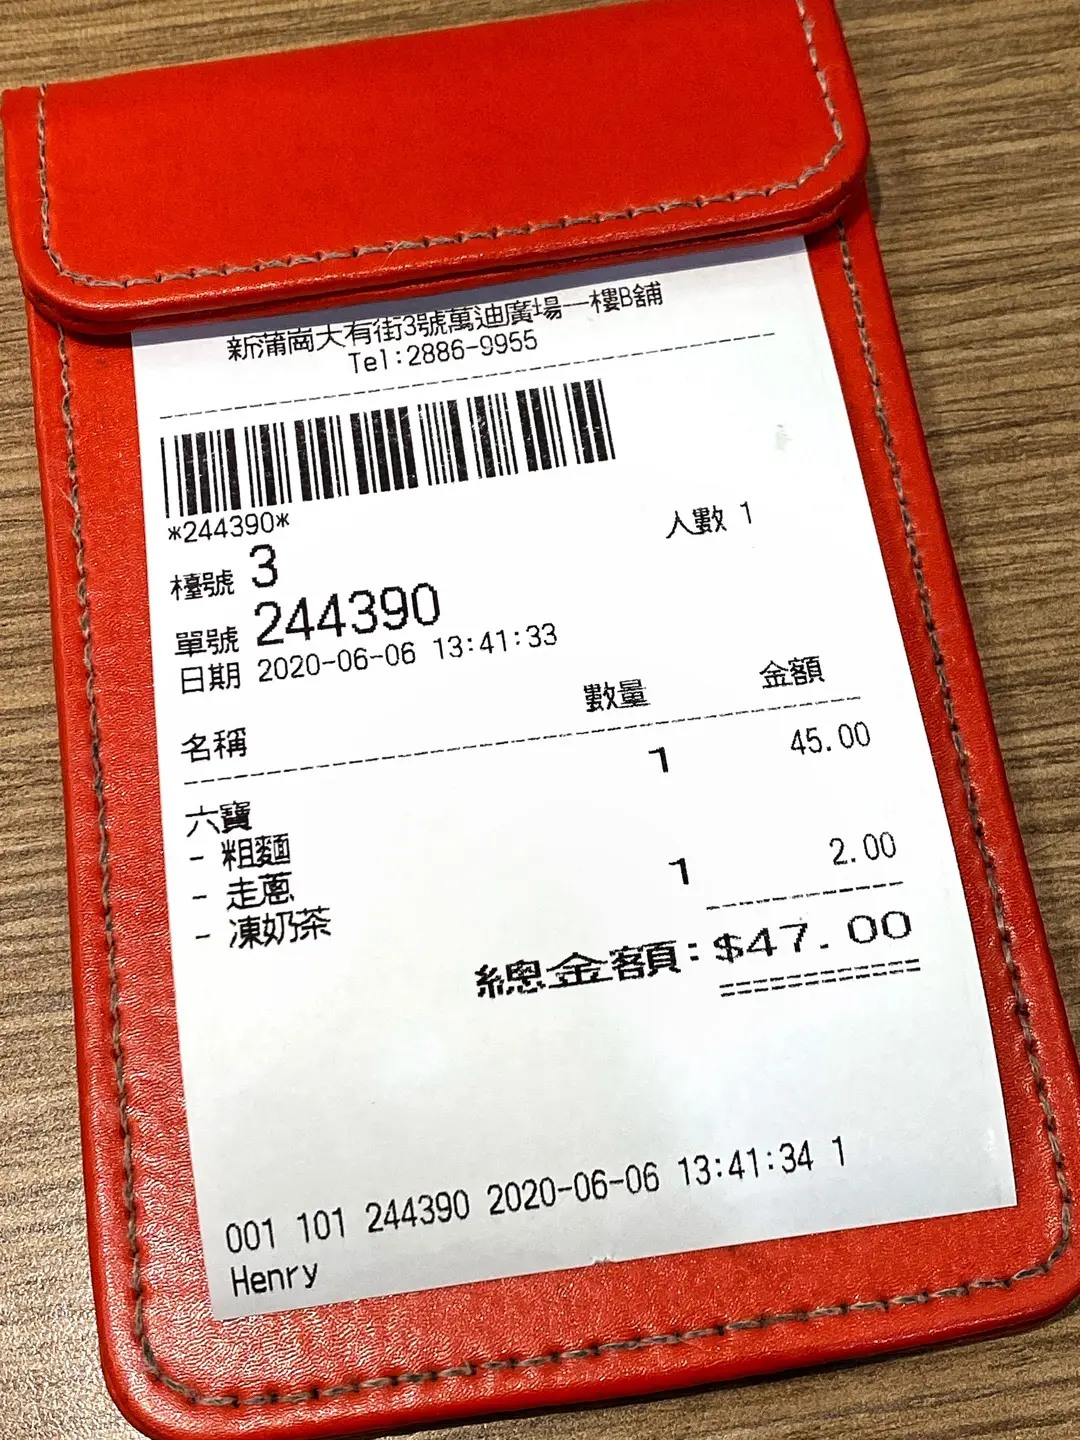 新蒲崗大有街3號萬迪廣場一樓B舖
Tel:2886-9955
*244390*
檯號 3 人數 1
單號 244390
日期 2020-06-06 13:41:33
名稱 數量 金額
六寶 1 45.00
- 粗麵
- 走蔥
- 凍奶茶 1 2.00
總金額:$47.00
001 101 244390 2020-06-06 13:41:34 1
Henry